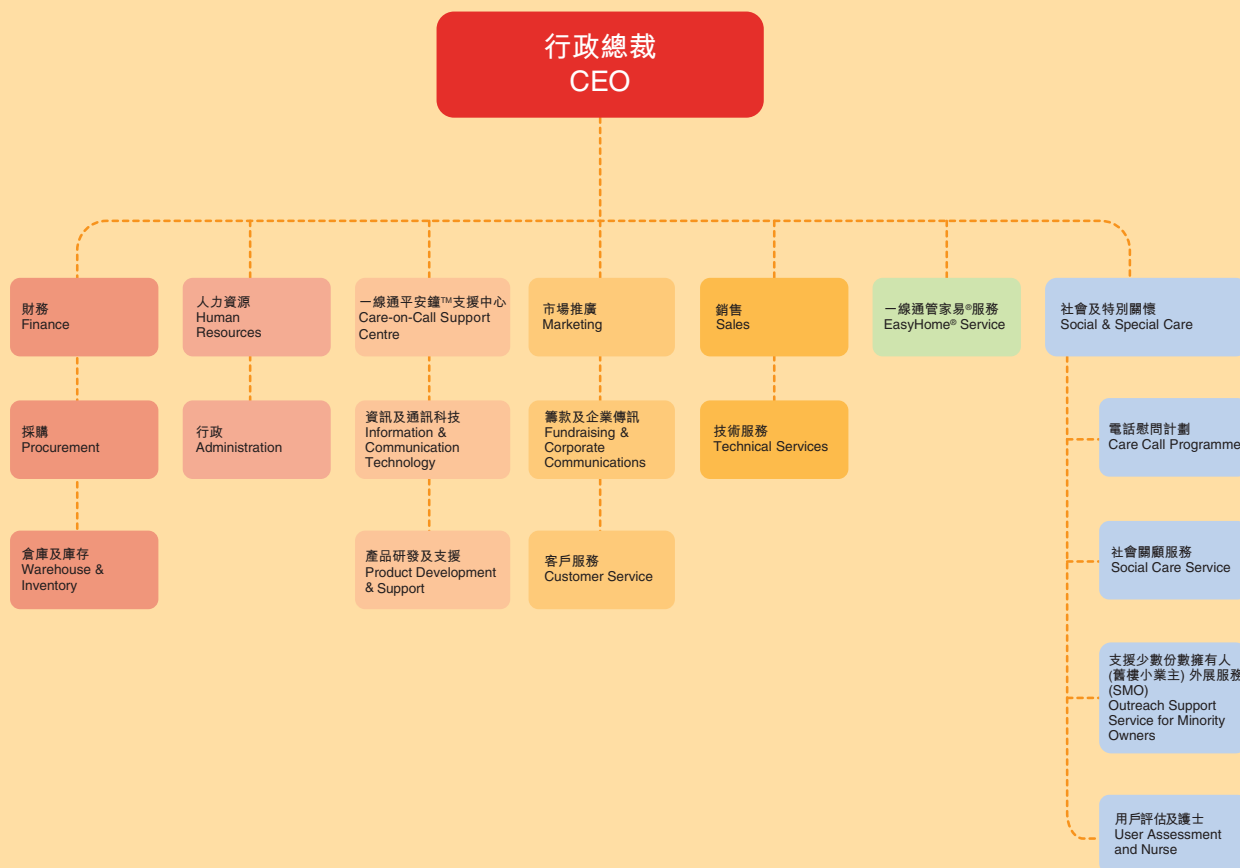 行政總裁
CEO
財務
Finance
人力資源
Human
Resources
一線通平安鐘™支援中心
Care-on-Call Support
Centre
市場推廣
Marketing
銷售
Sales
一線通管家易®服務
EasyHome® Service
社會及特別關懷
Social & Special Care
採購
Procurement
行政
Administration
資訊及通訊科技
Information &
Communication
Technology
籌款及企業傳訊
Fundraising &
Corporate
Communications
技術服務
Technical Services
電話慰問計劃
Care Call Programme
倉庫及庫存
Warehouse &
Inventory
產品研發及支援
Product Development
& Support
客戶服務
Customer Service
社會關顧服務
Social Care Service
支援少數份數擁有人
(舊樓小業主) 外展服務
(SMO)
Outreach Support
Service for Minority
Owners
用戶評估及護士
User Assessment
and Nurse